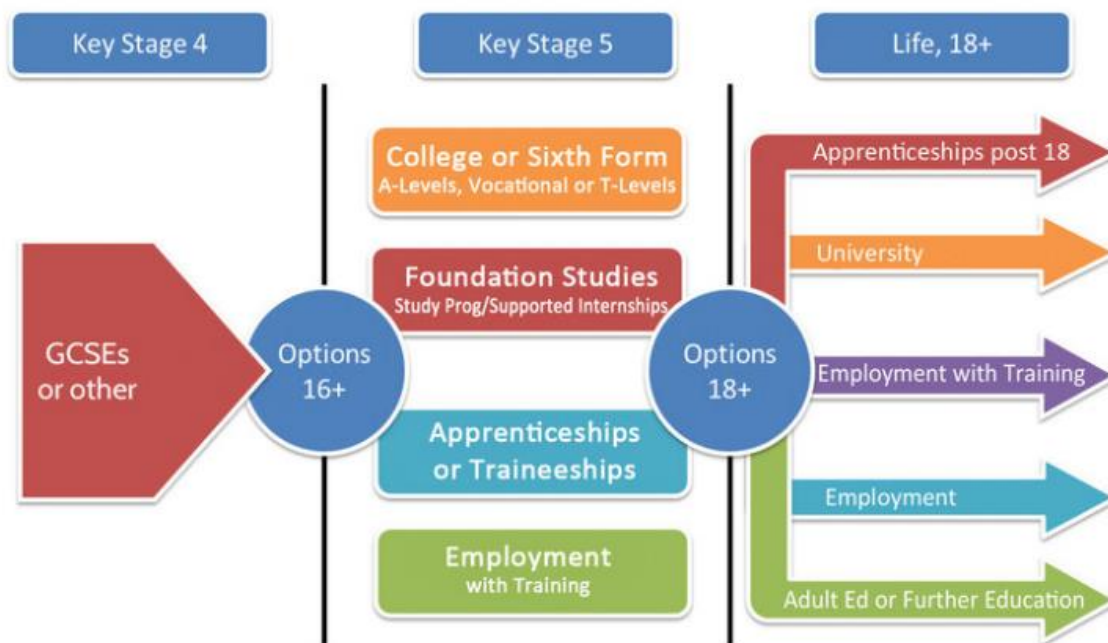 Key Stage 4
Key Stage 5
Life, 18+
GCSEs
or other
Options
16+
College or Sixth Form
A-Levels, Vocational or T-Levels
Foundation Studies
Study Prog/Supported Internships
Apprenticeships
or Traineeships
Employment
with Training
Options
18+
Apprenticeships post 18
University
Employment with Training
Employment
Adult Ed or Further Education